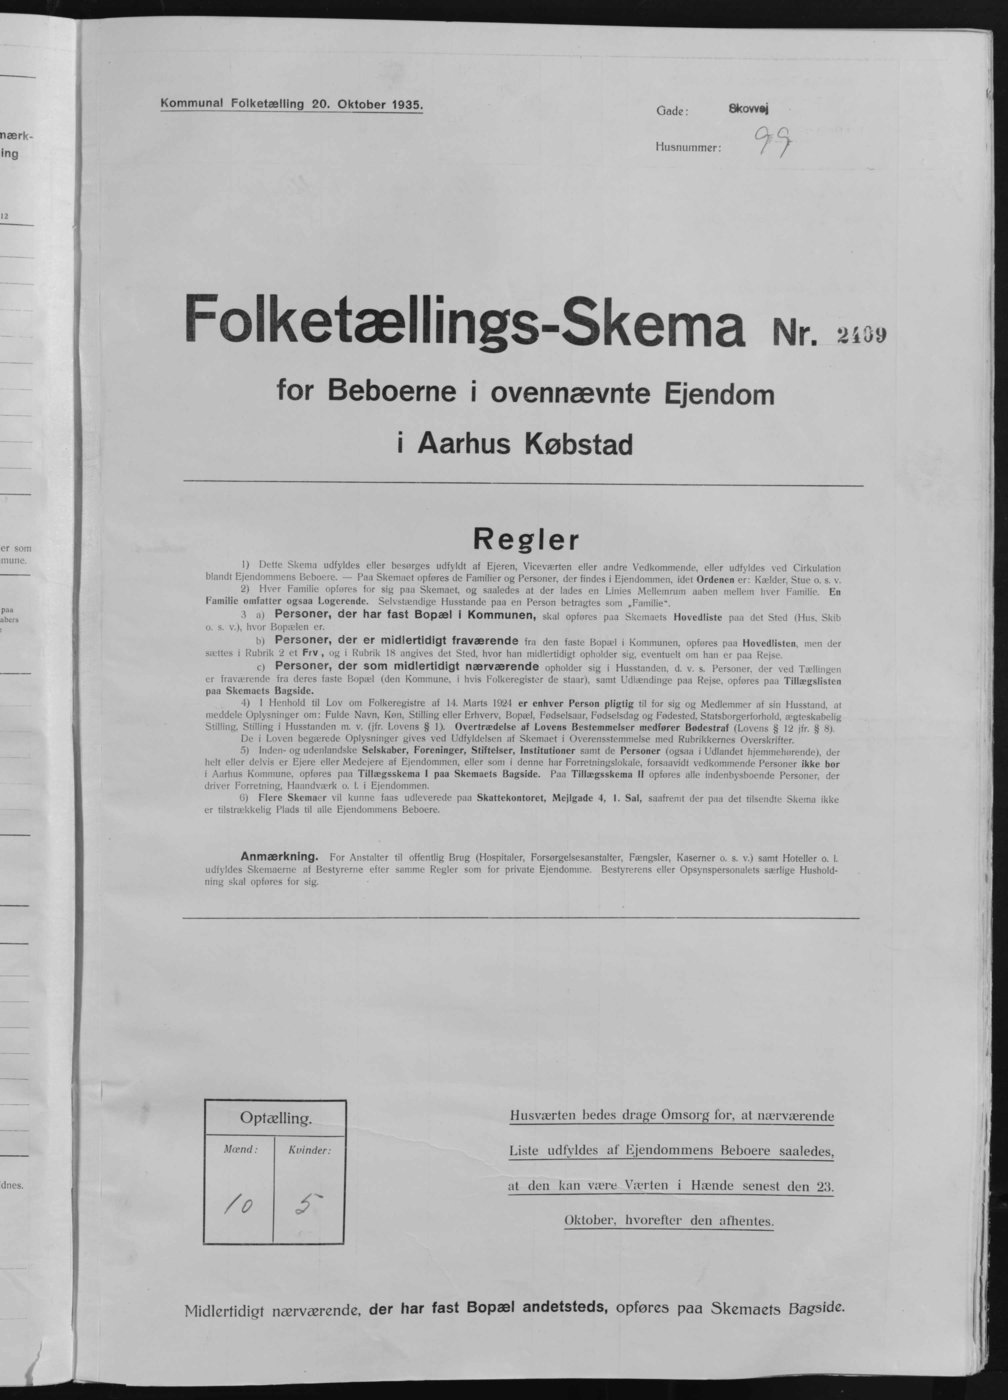 Kommunal Folketælling 20. Oktober 1935.
Gade: Skovvej
Husnummer: 99
Folketællings-Skema Nr. 2409
for Beboerne i ovennævnte Ejendom
i Aarhus Købstad
Regler
1) Dette Skema udfyldes eller besørges udfyldt af Ejeren, Viceværten eller andre Vedkommende, eller udfyldes ved Cirkulation
blandt Ejendommens Beboere. — Paa Skemaet opføres de Familier og Personer, der findes i Ejendommen, idet Ordenen er: Kælder, Stue o. s. v.
2) Hver Familie opføres for sig paa Skemaet, og saaledes at der lades en Linies Mellemrum aaben mellem hver Familie. En
Familie omfatter ogsaa Logerende. Selvstændige Husstande paa en Person betragtes som „Familie“.
3 a) Personer, der har fast Bopæl i Kommunen, skal opføres paa Skemaets Hovedliste paa det Sted (Hus, Skib
o. s. v.), hvor Bopælen er.
b) Personer, der er midlertidigt fraværende fra den faste Bopæl i Kommunen, opføres paa Hovedlisten, men der
sættes i Rubrik 2 et Frv, og i Rubrik 18 angives det Sted, hvor han midlertidigt opholder sig, eventuelt om han er paa Rejse.
c) Personer, der som midlertidigt nærværende opholder sig i Husstanden, d. v. s. Personer, der ved Tællingen
er fraværende fra deres faste Bopæl (den Kommune, i hvis Folkeregister de staar), samt Udlændinge paa Rejse, opføres paa Tillægslisten
paa Skemaets Bagside.
4) I Henhold til Lov om Folkeregistre af 14. Marts 1924 er enhver Person pligtig til for sig og Medlemmer af sin Husstand, at
meddele Oplysninger om: Fulde Navn, Køn, Stilling eller Erhverv, Bopæl, Fødselsaar, Fødselsdag og Fødested, Statsborgerforhold, ægteskabelig
Stilling, Stilling i Husstanden m. v. (jfr. Lovens § 1). Overtrædelse af Lovens Bestemmelser medfører Bødestraf (Lovens § 12 jfr. § 8).
De i Loven begærede Oplysninger gives ved Udfyldelsen af Skemaet i Overensstemmelse med Rubrikkernes Overskrifter.
5) Inden- og udenlandske Selskaber, Foreninger, Stiftelser, Institutioner samt de Personer (ogsaa i Udlandet hjemmehørende), der
helt eller delvis er Ejere eller Medejere af Ejendommen, eller som i denne har Forretningslokale, forsaavidt vedkommende Personer ikke bor
i Aarhus Kommune, opføres paa Tillægsskema I paa Skemaets Bagside. Paa Tillægsskema II opføres alle indenbysboende Personer, der
driver Forretning, Haandværk o. l. i Ejendommen.
6) Flere Skemaer vil kunne faas udleverede paa Skattekontoret, Mejlgade 4, 1. Sal, saafremt der paa det tilsendte Skema ikke
er tilstrækkelig Plads til alle Ejendommens Beboere.
Anmærkning. For Anstalter til offentlig Brug (Hospitaler, Forsørgelsesanstalter, Fængsler, Kaserner o. s. v.) samt Hoteller o. l.
udfyldes Skemaerne af Bestyrerne efter samme Regler som for private Ejendomme. Bestyrerens eller Opsynspersonalets særlige Hushold-
ning skal opføres for sig.
Optælling.
Mænd: Kvinder:
10 5
Husværten bedes drage Omsorg for, at nærværende
Liste udfyldes af Ejendommens Beboere saaledes,
at den kan være Værten i Hænde senest den 23.
Oktober, hvorefter den afhentes.
Midlertidigt nærværende, der har fast Bopæl andetsteds, opføres paa Skemaets Bagside.
mærk-
ing
12
er som
mune.
paa
abers
dnes.